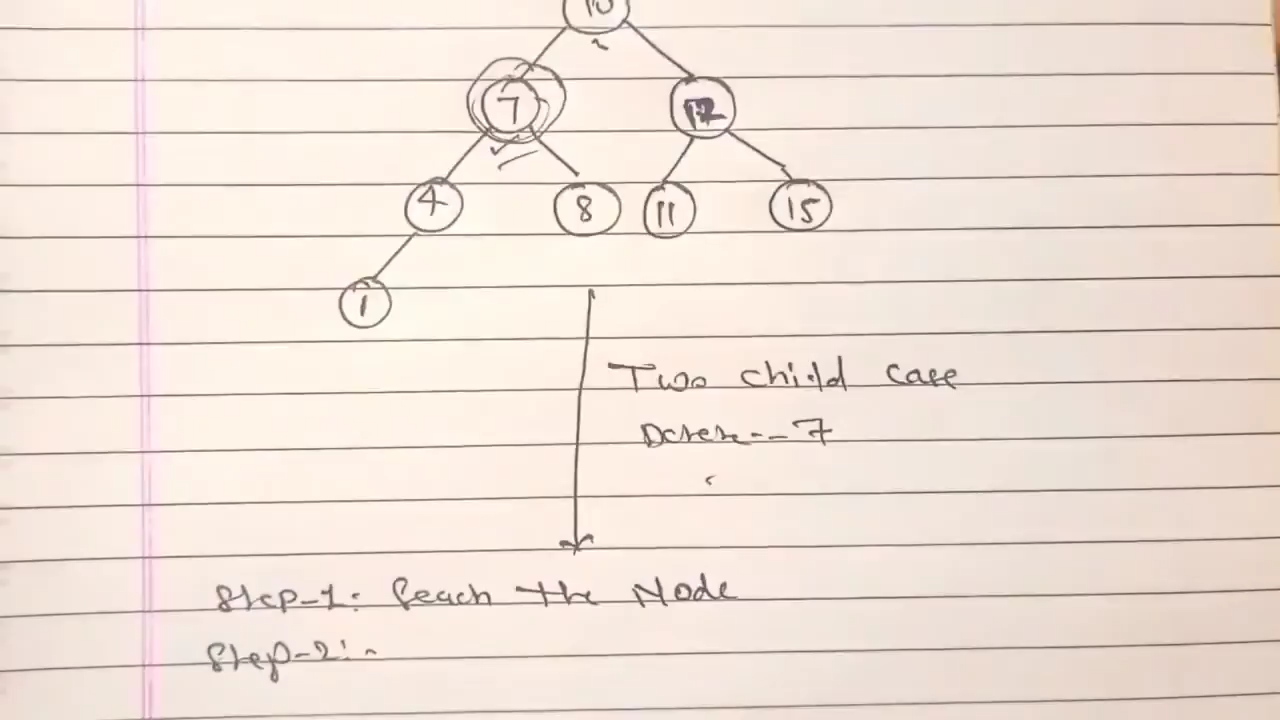 10
7
12
4
8
11
15
1
Two child case
Delete-- 7
Step-1: Reach the Node
Step-2:-